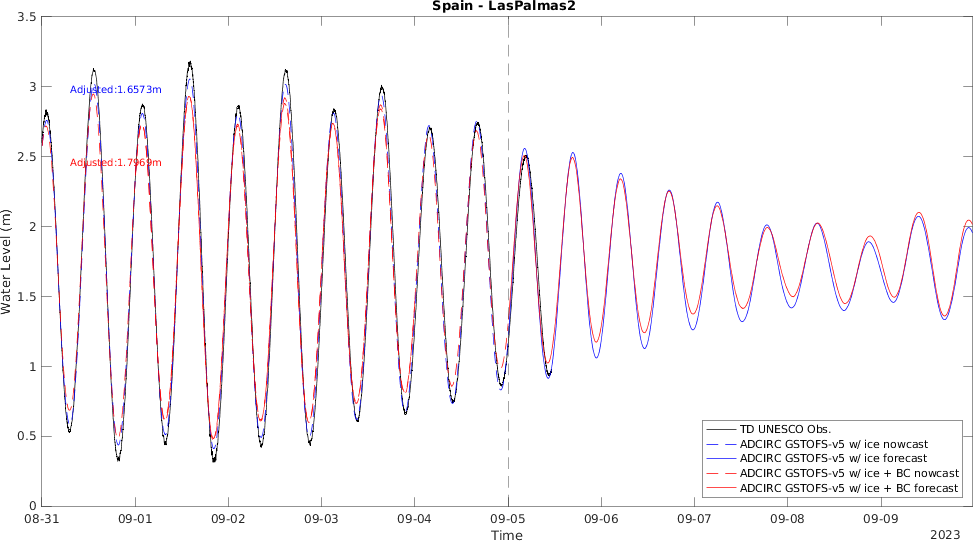 Spain - LasPalmas2
3.5
3
2.5
2
1.5
1
0.5
0
Water Level (m)
Adjusted:1.6573m
Adjusted:1.7969m
TD UNESCO Obs.
ADCIRC GSTOFS-v5 w/ ice nowcast
ADCIRC GSTOFS-v5 w/ ice forecast
ADCIRC GSTOFS-v5 w/ ice + BC nowcast
ADCIRC GSTOFS-v5 w/ ice + BC forecast
08-31 09-01 09-02 09-03 09-04 09-05 09-06 09-07 09-08 09-09
Time
2023